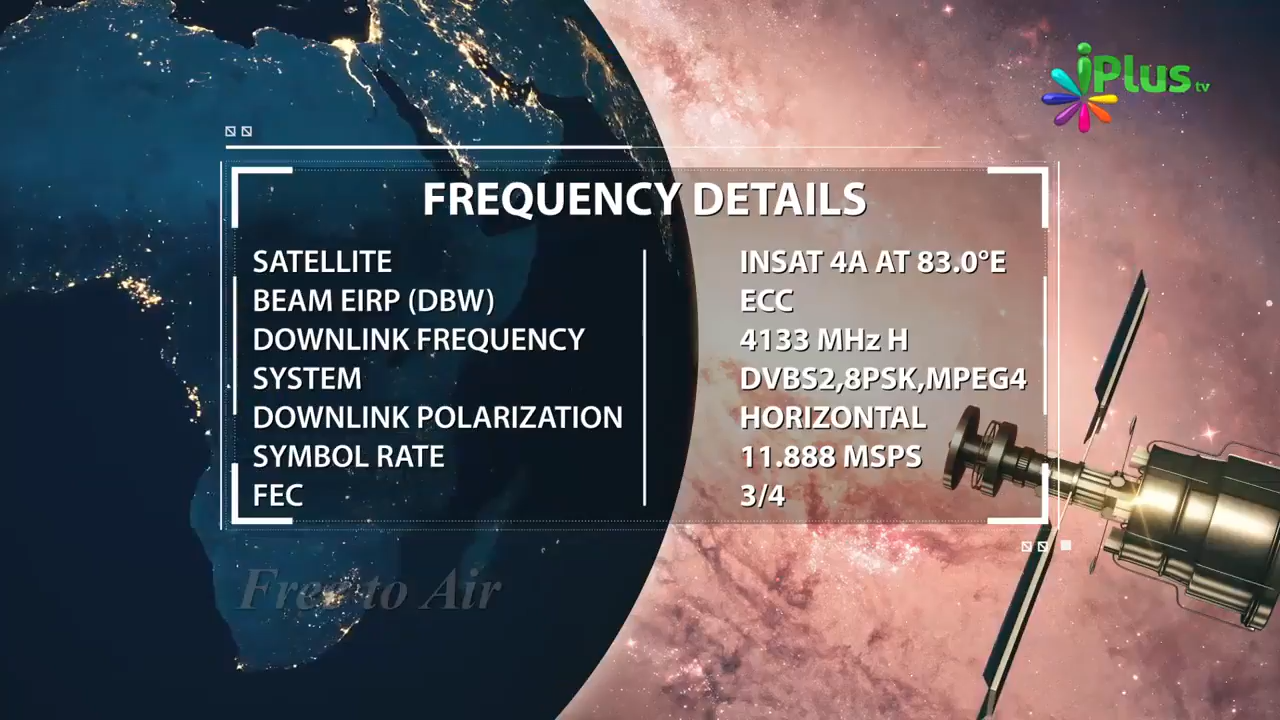 iPlus tv
FREQUENCY DETAILS
SATELLITE INSAT 4A AT 83.0°E
BEAM EIRP (DBW) ECC
DOWNLINK FREQUENCY 4133 MHz H
SYSTEM DVBS2,8PSK,MPEG4
DOWNLINK POLARIZATION HORIZONTAL
SYMBOL RATE 11.888 MSPS
FEC 3/4
Free to Air